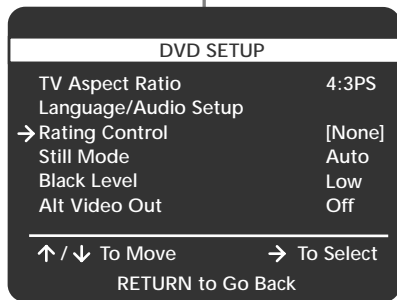 DVD SETUP
TV Aspect Ratio 4:3PS
Language/Audio Setup
→ Rating Control [None]
Still Mode Auto
Black Level Low
Alt Video Out Off
↑ / ↓ To Move → To Select
RETURN to Go Back